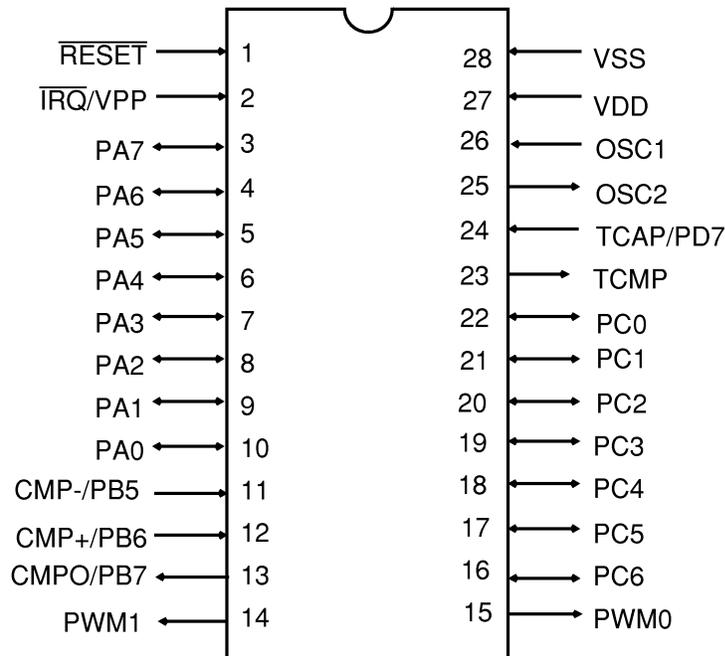 RESET 1 28 VSS
IRQ/VPP 2 27 VDD
PA7 3 26 OSC1
PA6 4 25 OSC2
PA5 5 24 TCAP/PD7
PA4 6 23 TCMP
PA3 7 22 PC0
PA2 8 21 PC1
PA1 9 20 PC2
PA0 10 19 PC3
CMP-/PB5 11 18 PC4
CMP+/PB6 12 17 PC5
CMPO/PB7 13 16 PC6
PWM1 14 15 PWM0